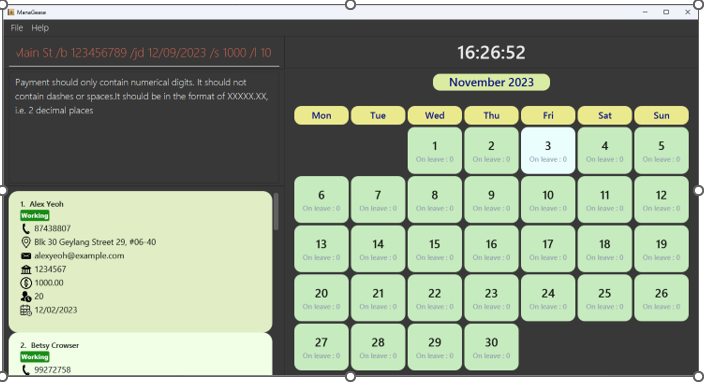 ManaGease
File Help
Main St /b 123456789 /jd 12/09/2023 /s 1000 /l 10
Payment should only contain numerical digits. It should not
contain dashes or spaces.It should be in the format of XXXXX.XX,
i.e. 2 decimal places
1. Alex Yeoh
Working
87438807
Blk 30 Geylang Street 29, #06-40
alexyeoh@example.com
1234567
1000.00
20
12/02/2023
2. Betsy Crowser
Working
99272758
16:26:52
November 2023
Mon Tue Wed Thu Fri Sat Sun
1 2 3 4 5
On leave : 0 On leave : 0 On leave : 0 On leave : 0 On leave : 0
6 7 8 9 10 11 12
On leave : 0 On leave : 0 On leave : 0 On leave : 0 On leave : 0 On leave : 0 On leave : 0
13 14 15 16 17 18 19
On leave : 0 On leave : 0 On leave : 0 On leave : 0 On leave : 0 On leave : 0 On leave : 0
20 21 22 23 24 25 26
On leave : 0 On leave : 0 On leave : 0 On leave : 0 On leave : 0 On leave : 0 On leave : 0
27 28 29 30
On leave : 0 On leave : 0 On leave : 0 On leave : 0